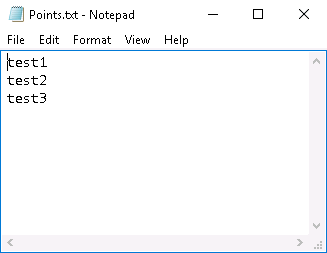 Points.txt - Notepad
File Edit Format View Help
test1
test2
test3